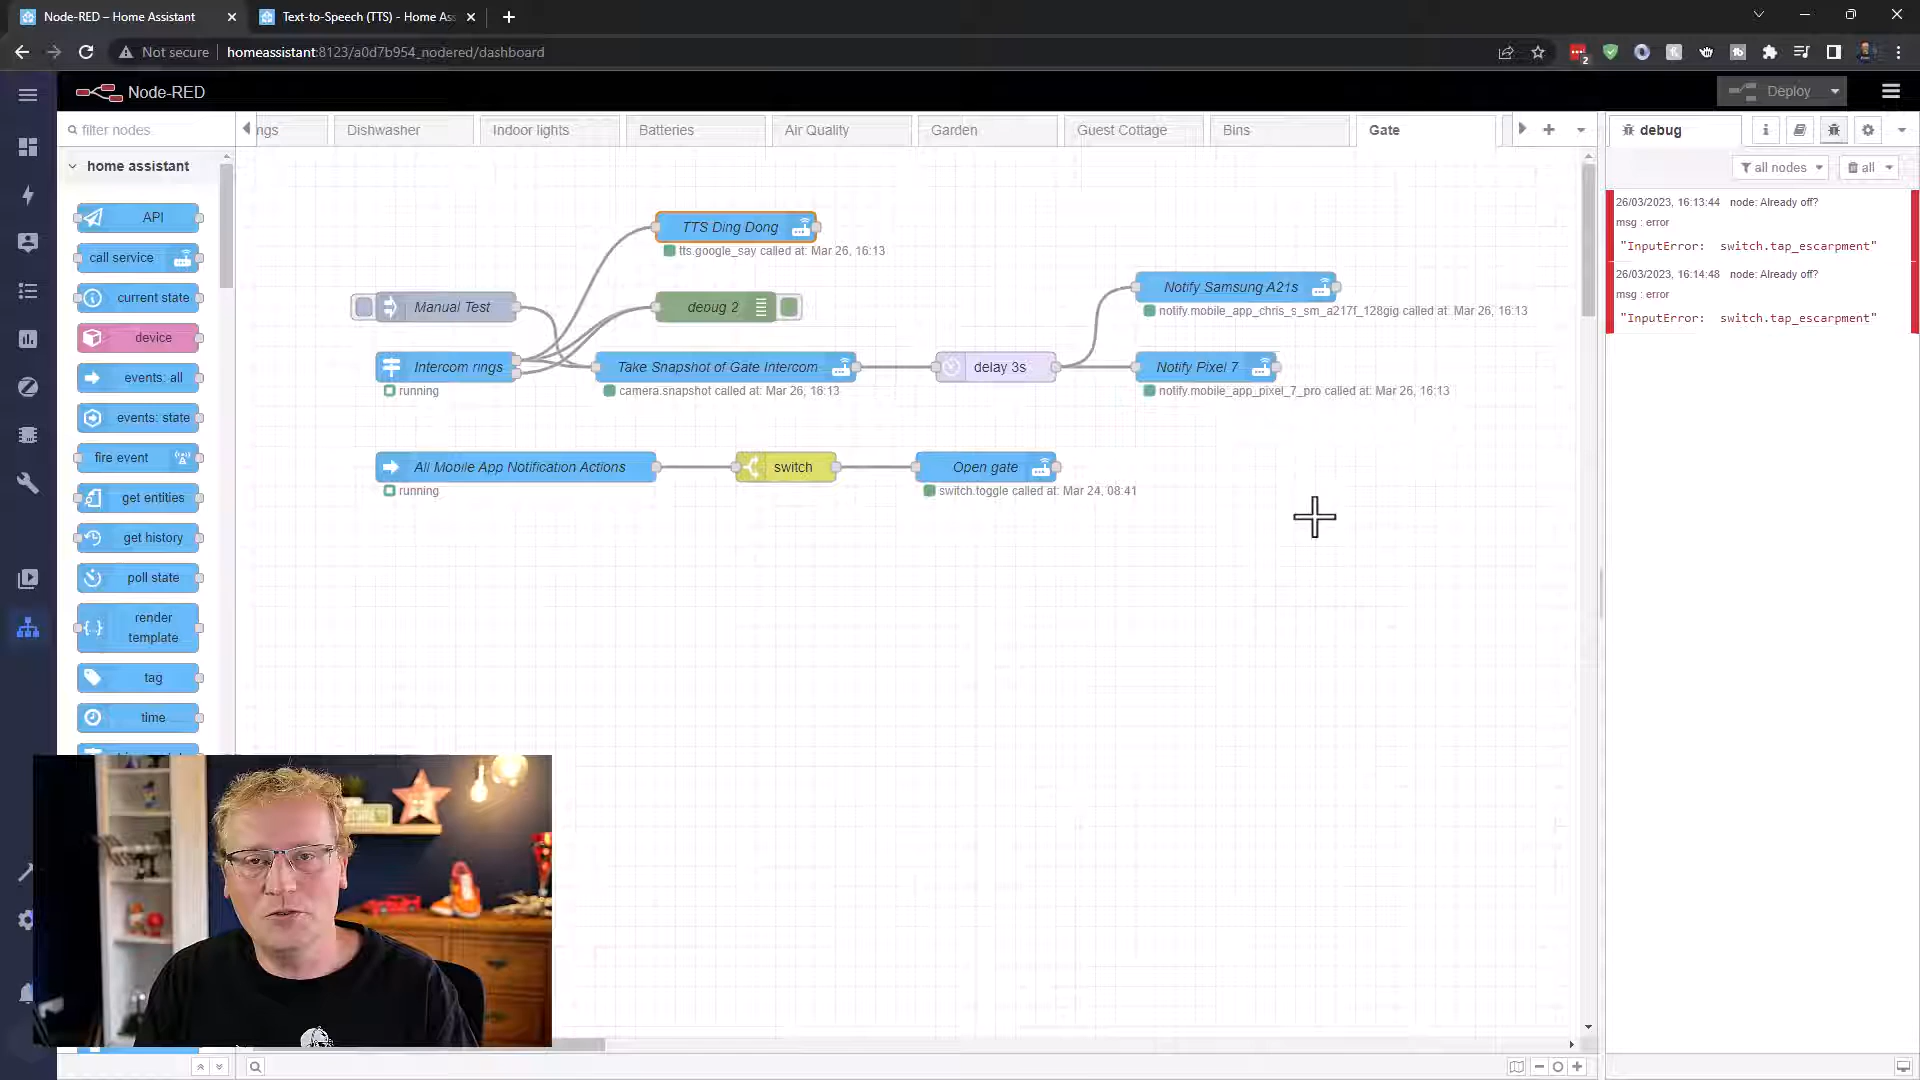 Node-RED – Home Assistant
Text-to-Speech (TTS) - Home Ass
Not secure
homeassistant:8123/a0d7b954_nodered/dashboard
2
Node-RED
Deploy
filter nodes
ngs
Dishwasher
Indoor lights
Batteries
Air Quality
Garden
Guest Cottage
Bins
Gate
debug
all nodes
all
home assistant
API
call service
current state
device
events: all
events: state
fire event
get entities
get history
poll state
render
template
tag
time
TTS Ding Dong
tts.google_say called at: Mar 26, 16:13
Manual Test
debug 2
Notify Samsung A21s
notify.mobile_app_chris_s_sm_a217f_128gig called at: Mar 26, 16:13
Intercom rings
running
Take Snapshot of Gate Intercom
camera.snapshot called at: Mar 26, 16:13
delay 3s
Notify Pixel 7
notify.mobile_app_pixel_7_pro called at: Mar 26, 16:13
All Mobile App Notification Actions
running
switch
Open gate
switch.toggle called at: Mar 24, 08:41
26/03/2023, 16:13:44 node: Already off?
msg : error
"InputError: switch.tap_escarpment"
26/03/2023, 16:14:48 node: Already off?
msg : error
"InputError: switch.tap_escarpment"